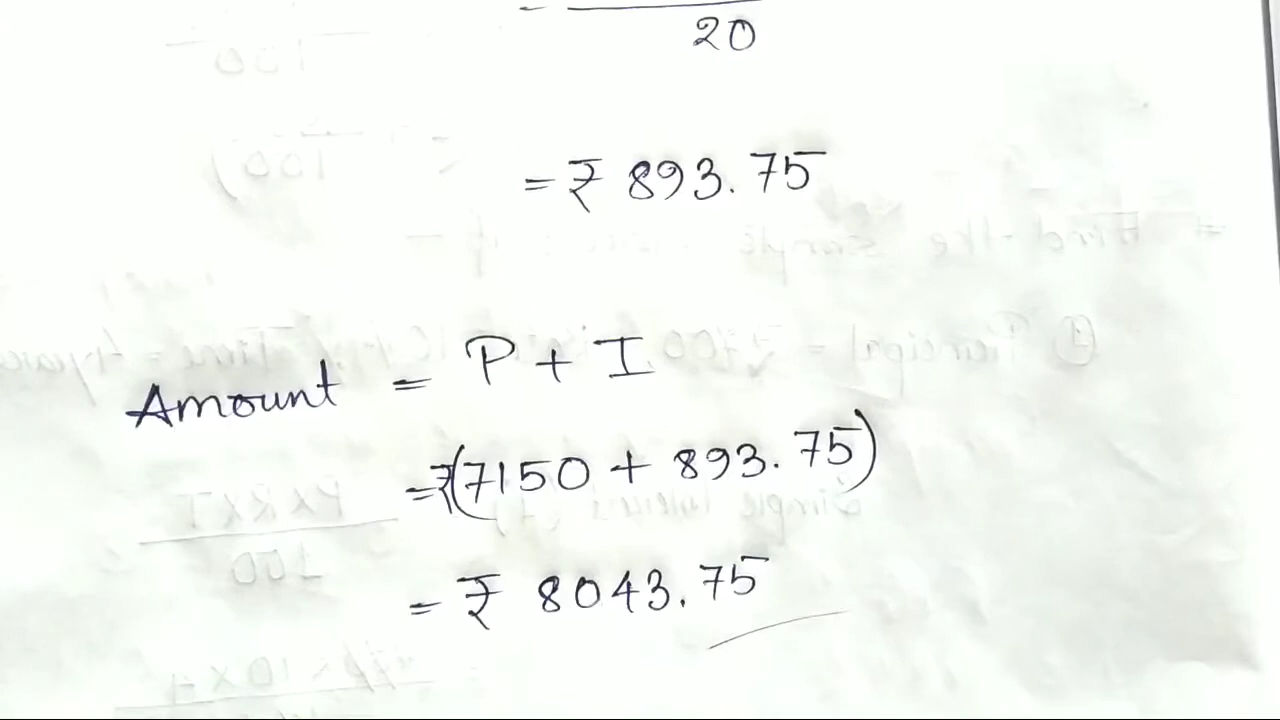 = 
20
= ₹ 893.75
Amount = P + I
= ₹(7150 + 893.75)
= ₹ 8043.75